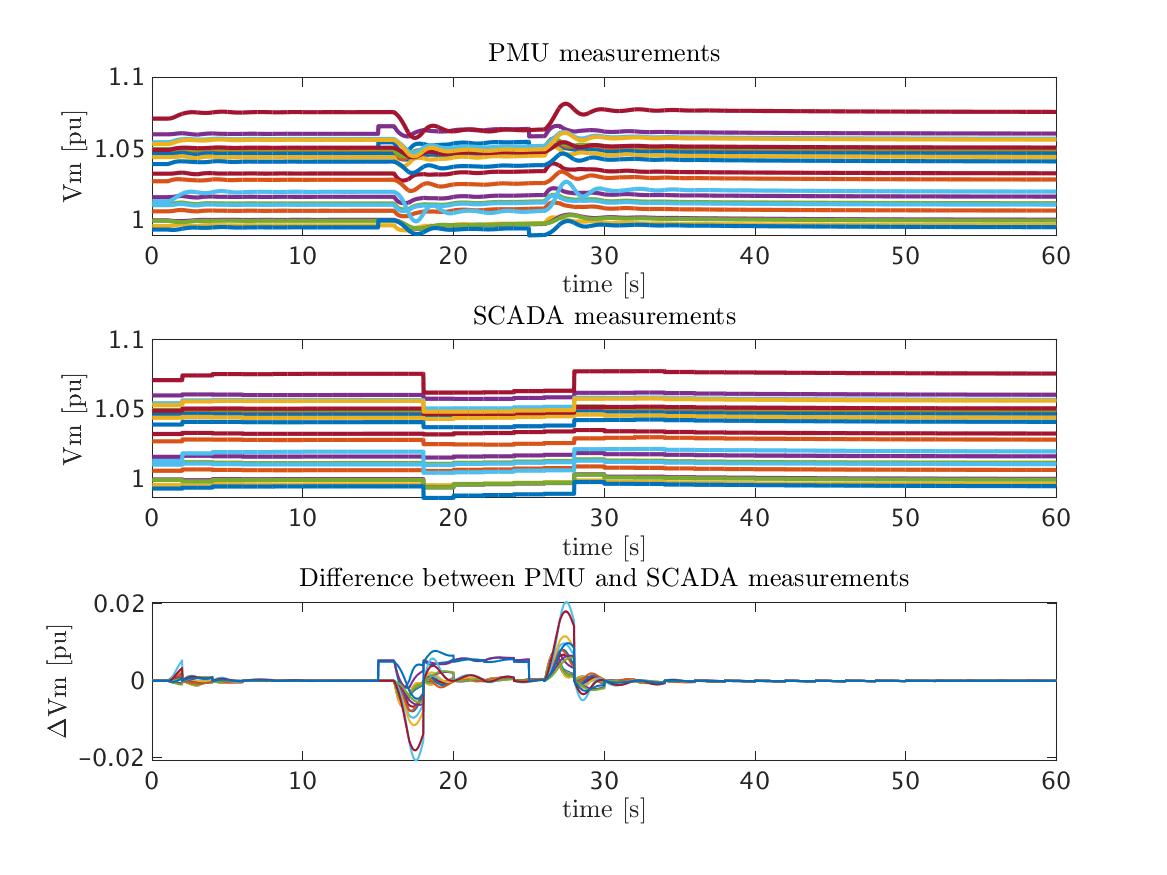 PMU measurements
1.1
1.05
1
Vm [pu]
0 10 20 30 40 50 60
time [s]
SCADA measurements
1.1
1.05
1
Vm [pu]
0 10 20 30 40 50 60
time [s]
Difference between PMU and SCADA measurements
0.02
0
-0.02
ΔVm [pu]
0 10 20 30 40 50 60
time [s]